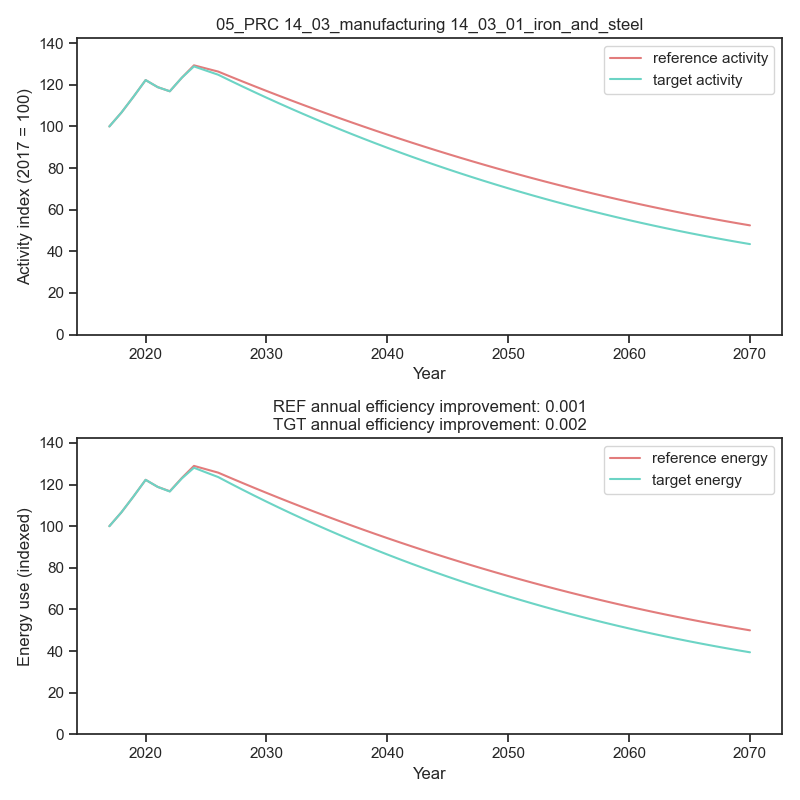 05_PRC 14_03_manufacturing 14_03_01_iron_and_steel
140
120
100
80
60
40
20
0
Activity index (2017 = 100)
reference activity
target activity
2020 2030 2040 2050 2060 2070
Year
REF annual efficiency improvement: 0.001
TGT annual efficiency improvement: 0.002
140
120
100
80
60
40
20
0
Energy use (indexed)
reference energy
target energy
2020 2030 2040 2050 2060 2070
Year